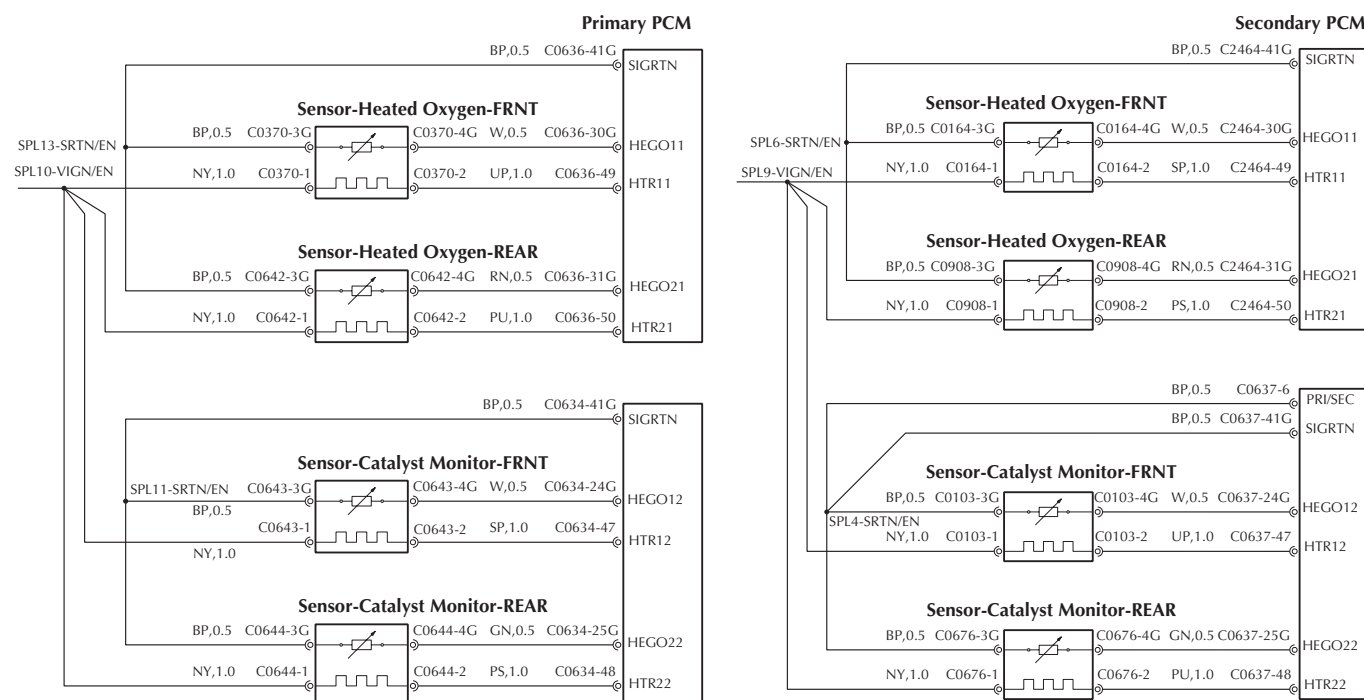 Primary PCM
BP,0.5 C0636-41G
SIGRTN
Sensor-Heated Oxygen-FRNT
SPL13-SRTN/EN
BP,0.5 C0370-3G
C0370-4G W,0.5 C0636-30G
HEGO11
SPL10-VIGN/EN
NY,1.0 C0370-1
C0370-2 UP,1.0 C0636-49
HTR11
Sensor-Heated Oxygen-REAR
BP,0.5 C0642-3G
C0642-4G RN,0.5 C0636-31G
HEGO21
NY,1.0 C0642-1
C0642-2 PU,1.0 C0636-50
HTR21
BP,0.5 C0634-41G
SIGRTN
Sensor-Catalyst Monitor-FRNT
SPL11-SRTN/EN
C0643-3G
C0643-4G W,0.5 C0634-24G
HEGO12
BP,0.5
C0643-1
C0643-2 SP,1.0 C0634-47
HTR12
NY,1.0
Sensor-Catalyst Monitor-REAR
BP,0.5 C0644-3G
C0644-4G GN,0.5 C0634-25G
HEGO22
NY,1.0 C0644-1
C0644-2 PS,1.0 C0634-48
HTR22
Secondary PCM
BP,0.5 C2464-41G
SIGRTN
Sensor-Heated Oxygen-FRNT
SPL6-SRTN/EN
BP,0.5 C0164-3G
C0164-4G W,0.5 C2464-30G
HEGO11
SPL9-VIGN/EN
NY,1.0 C0164-1
C0164-2 SP,1.0 C2464-49
HTR11
Sensor-Heated Oxygen-REAR
BP,0.5 C0908-3G
C0908-4G RN,0.5 C2464-31G
HEGO21
NY,1.0 C0908-1
C0908-2 PS,1.0 C2464-50
HTR21
BP,0.5 C0637-6
PRI/SEC
BP,0.5 C0637-41G
SIGRTN
Sensor-Catalyst Monitor-FRNT
BP,0.5 C0103-3G
C0103-4G W,0.5 C0637-24G
HEGO12
SPL4-SRTN/EN
NY,1.0 C0103-1
C0103-2 UP,1.0 C0637-47
HTR12
Sensor-Catalyst Monitor-REAR
BP,0.5 C0676-3G
C0676-4G GN,0.5 C0637-25G
HEGO22
NY,1.0 C0676-1
C0676-2 PU,1.0 C0637-48
HTR22